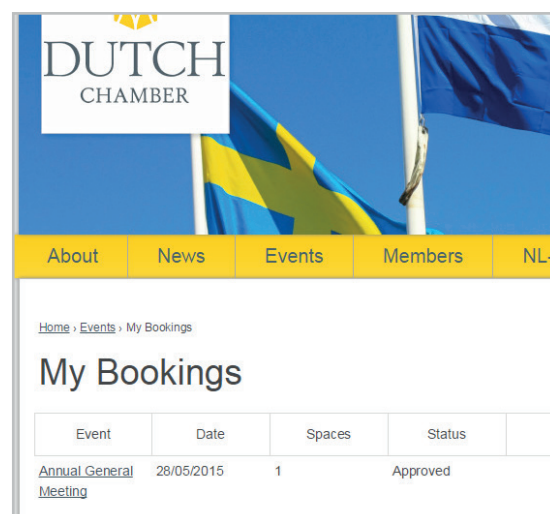 DUTCH
CHAMBER
About News Events Members NL-
Home › Events › My Bookings
My Bookings
Event Date Spaces Status
Annual General 28/05/2015 1 Approved
Meeting